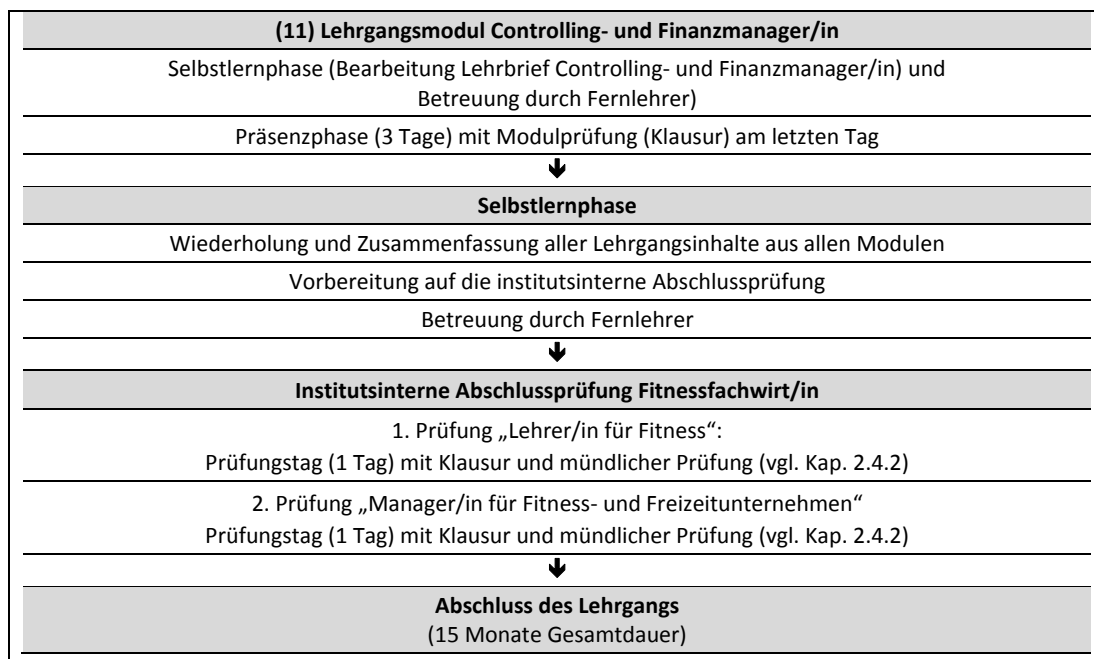 (11) Lehrgangsmodul Controlling- und Finanzmanager/in
Selbstlernphase (Bearbeitung Lehrbrief Controlling- und Finanzmanager/in) und
Betreuung durch Fernlehrer)
Präsenzphase (3 Tage) mit Modulprüfung (Klausur) am letzten Tag
Selbstlernphase
Wiederholung und Zusammenfassung aller Lehrgangsinhalte aus allen Modulen
Vorbereitung auf die institutsinterne Abschlussprüfung
Betreuung durch Fernlehrer
Institutsinterne Abschlussprüfung Fitnessfachwirt/in
1. Prüfung „Lehrer/in für Fitness“:
Prüfungstag (1 Tag) mit Klausur und mündlicher Prüfung (vgl. Kap. 2.4.2)
2. Prüfung „Manager/in für Fitness- und Freizeitunternehmen“
Prüfungstag (1 Tag) mit Klausur und mündlicher Prüfung (vgl. Kap. 2.4.2)
Abschluss des Lehrgangs
(15 Monate Gesamtdauer)